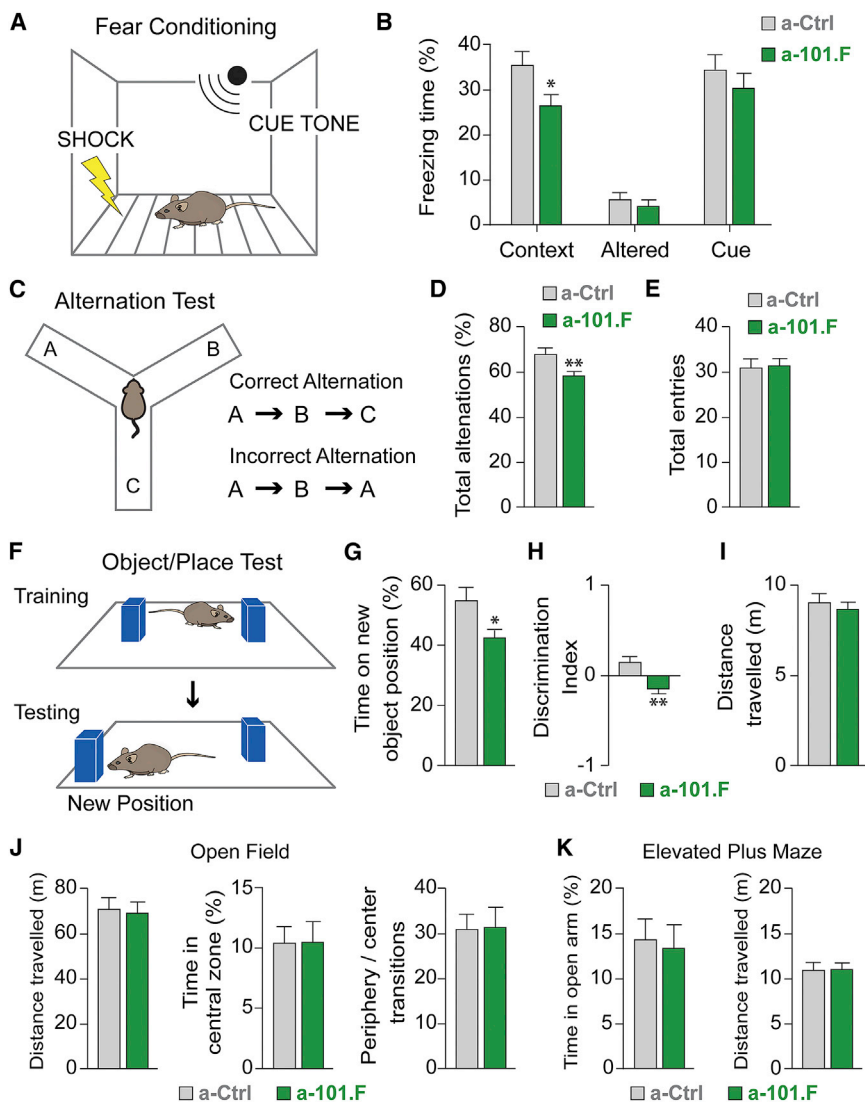 A
Fear Conditioning
SHOCK
CUE TONE
B
a-Ctrl
a-101.F
Freezing time (%)
40
30
20
10
0
*
Context
Altered
Cue
C
Alternation Test
A
B
C
Correct Alternation
A → B → C
Incorrect Alternation
A → B → A
D
a-Ctrl
a-101.F
Total altenations (%)
80
60
40
20
0
**
E
a-Ctrl
a-101.F
Total entries
40
30
20
10
0
F
Object/Place Test
Training
Testing
New Position
G
Time on new
object position (%)
60
40
20
0
*
H
Discrimination
Index
1
0
-1
**
I
Distance
travelled (m)
10
5
0
a-Ctrl
a-101.F
J
Open Field
Distance travelled (m)
80
60
40
20
0
Time in
central zone (%)
15
10
5
0
Periphery / center
transitions
40
30
20
10
0
a-Ctrl
a-101.F
K
Elevated Plus Maze
Time in open arm (%)
20
15
10
5
0
Distance travelled (m)
20
15
10
5
0
a-Ctrl
a-101.F